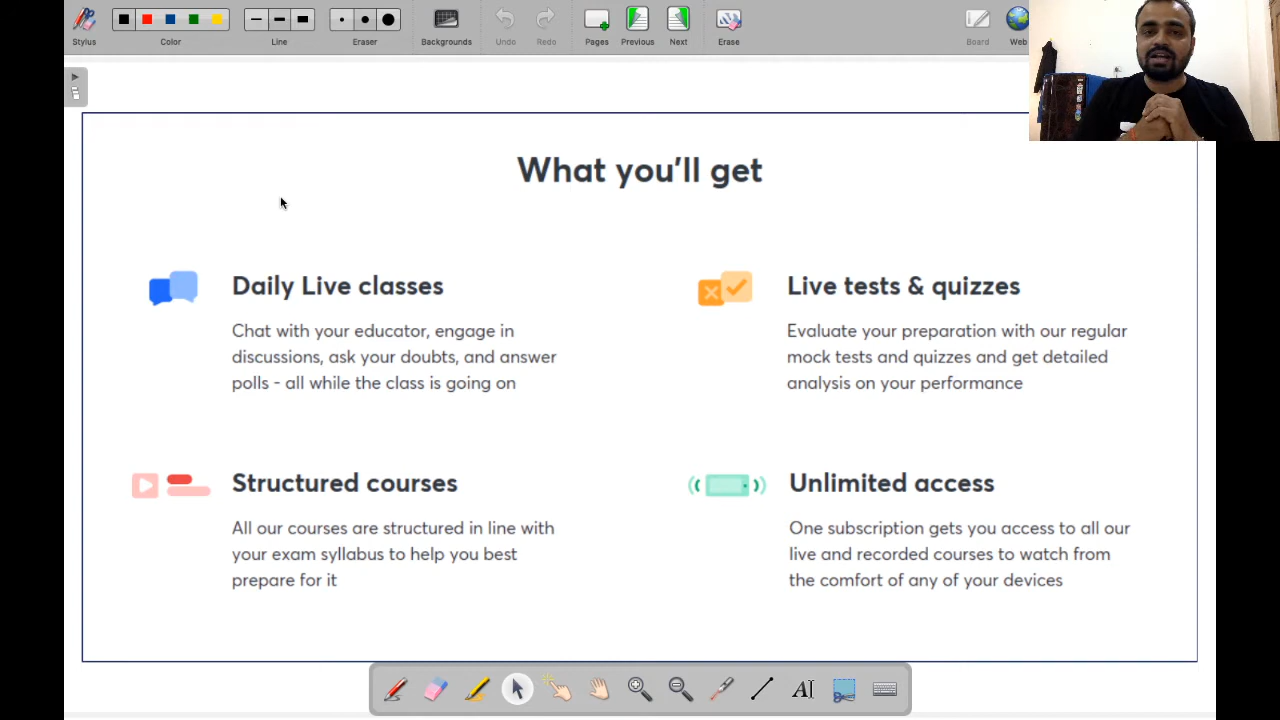 Stylus
Color
Line
Eraser
Backgrounds
Undo
Redo
Pages
Previous
Next
Erase
Board
Web
What you'll get
Daily Live classes
Chat with your educator, engage in
discussions, ask your doubts, and answer
polls - all while the class is going on
Live tests & quizzes
Evaluate your preparation with our regular
mock tests and quizzes and get detailed
analysis on your performance
Structured courses
All our courses are structured in line with
your exam syllabus to help you best
prepare for it
Unlimited access
One subscription gets you access to all our
live and recorded courses to watch from
the comfort of any of your devices
AI